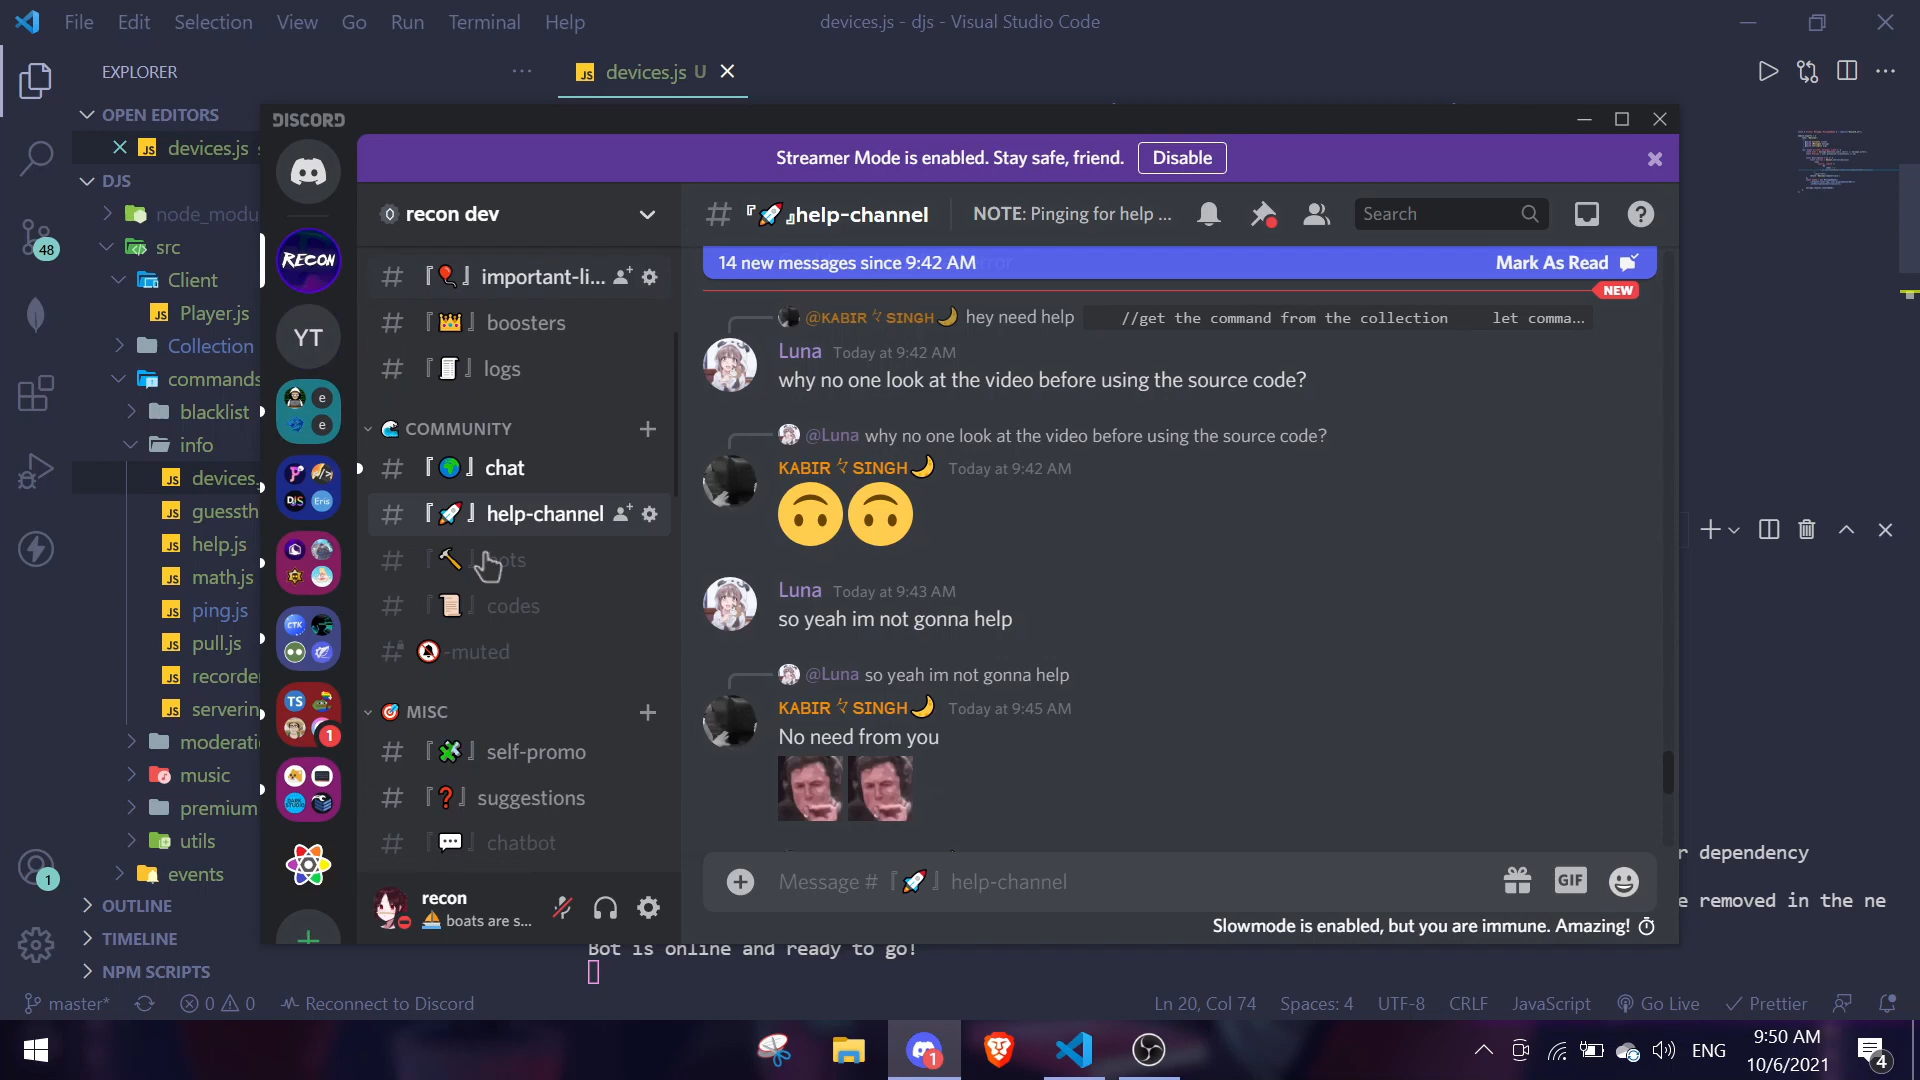 File Edit Selection View Go Run Terminal Help
devices.js - djs - Visual Studio Code
EXPLORER
devices.js U
OPEN EDITORS
devices.js
DJS
node_modu
src
Client
Player.js
Collection
commands
blacklist
info
devices.
guessth
help.js
math.js
ping.js
pull.js
recorde
serverin
moderati
music
premium
utils
events
OUTLINE
TIMELINE
NPM SCRIPTS
48
1
DISCORD
Streamer Mode is enabled. Stay safe, friend. Disable
RECON
YT
e
e
DJS Eris
CTK
TS
1
recon dev
# 『🎈』 important-li...
# 『👑』 boosters
# 『🧾』 logs
🌊 COMMUNITY
# 『🌍』 chat
# 『🚀』 help-channel
# 『🔨』
# 『📜』 codes
-muted
🎯 MISC
# 『🧩』 self-promo
# 『❓』 suggestions
# 『💬』 chatbot
recon
⛵ boats are s...
# 『🚀』help-channel
NOTE: Pinging for help ...
Search
14 new messages since 9:42 AM
Mark As Read
NEW
@KABIR ㄘ SINGH🌙 hey need help //get the command from the collection let comma...
Luna Today at 9:42 AM
why no one look at the video before using the source code?
@Luna why no one look at the video before using the source code?
KABIR ㄘ SINGH🌙 Today at 9:42 AM
🙃🙃
Luna Today at 9:43 AM
so yeah im not gonna help
@Luna so yeah im not gonna help
KABIR ㄘ SINGH🌙 Today at 9:45 AM
No need from you
Message # 『🚀』 help-channel
GIF
Slowmode is enabled, but you are immune. Amazing!
r dependency
e removed in the ne
Bot is online and ready to go!
master* 0 0 Reconnect to Discord
Ln 20, Col 74 Spaces: 4 UTF-8 CRLF JavaScript Go Live Prettier
1
ENG
9:50 AM
10/6/2021
4